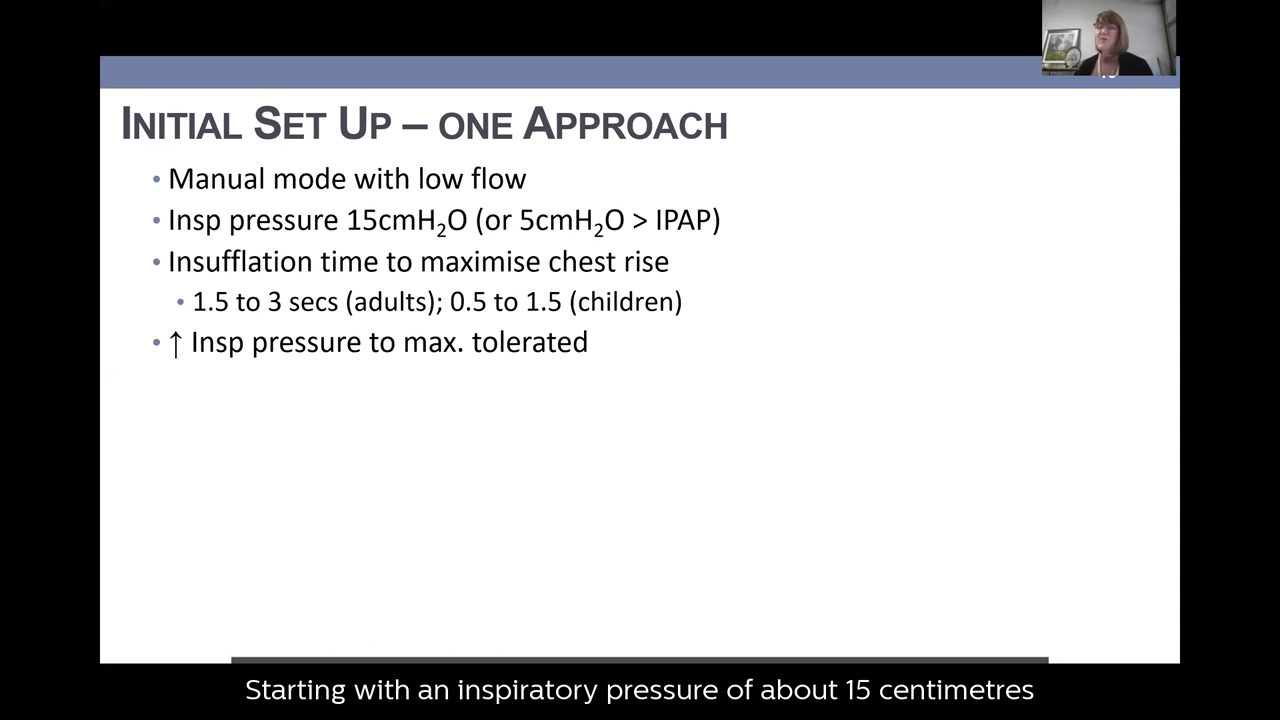 INITIAL SET UP – ONE APPROACH
• Manual mode with low flow
• Insp pressure 15cmH₂O (or 5cmH₂O > IPAP)
• Insufflation time to maximise chest rise
• 1.5 to 3 secs (adults); 0.5 to 1.5 (children)
• ↑ Insp pressure to max. tolerated
Starting with an inspiratory pressure of about 15 centimetres